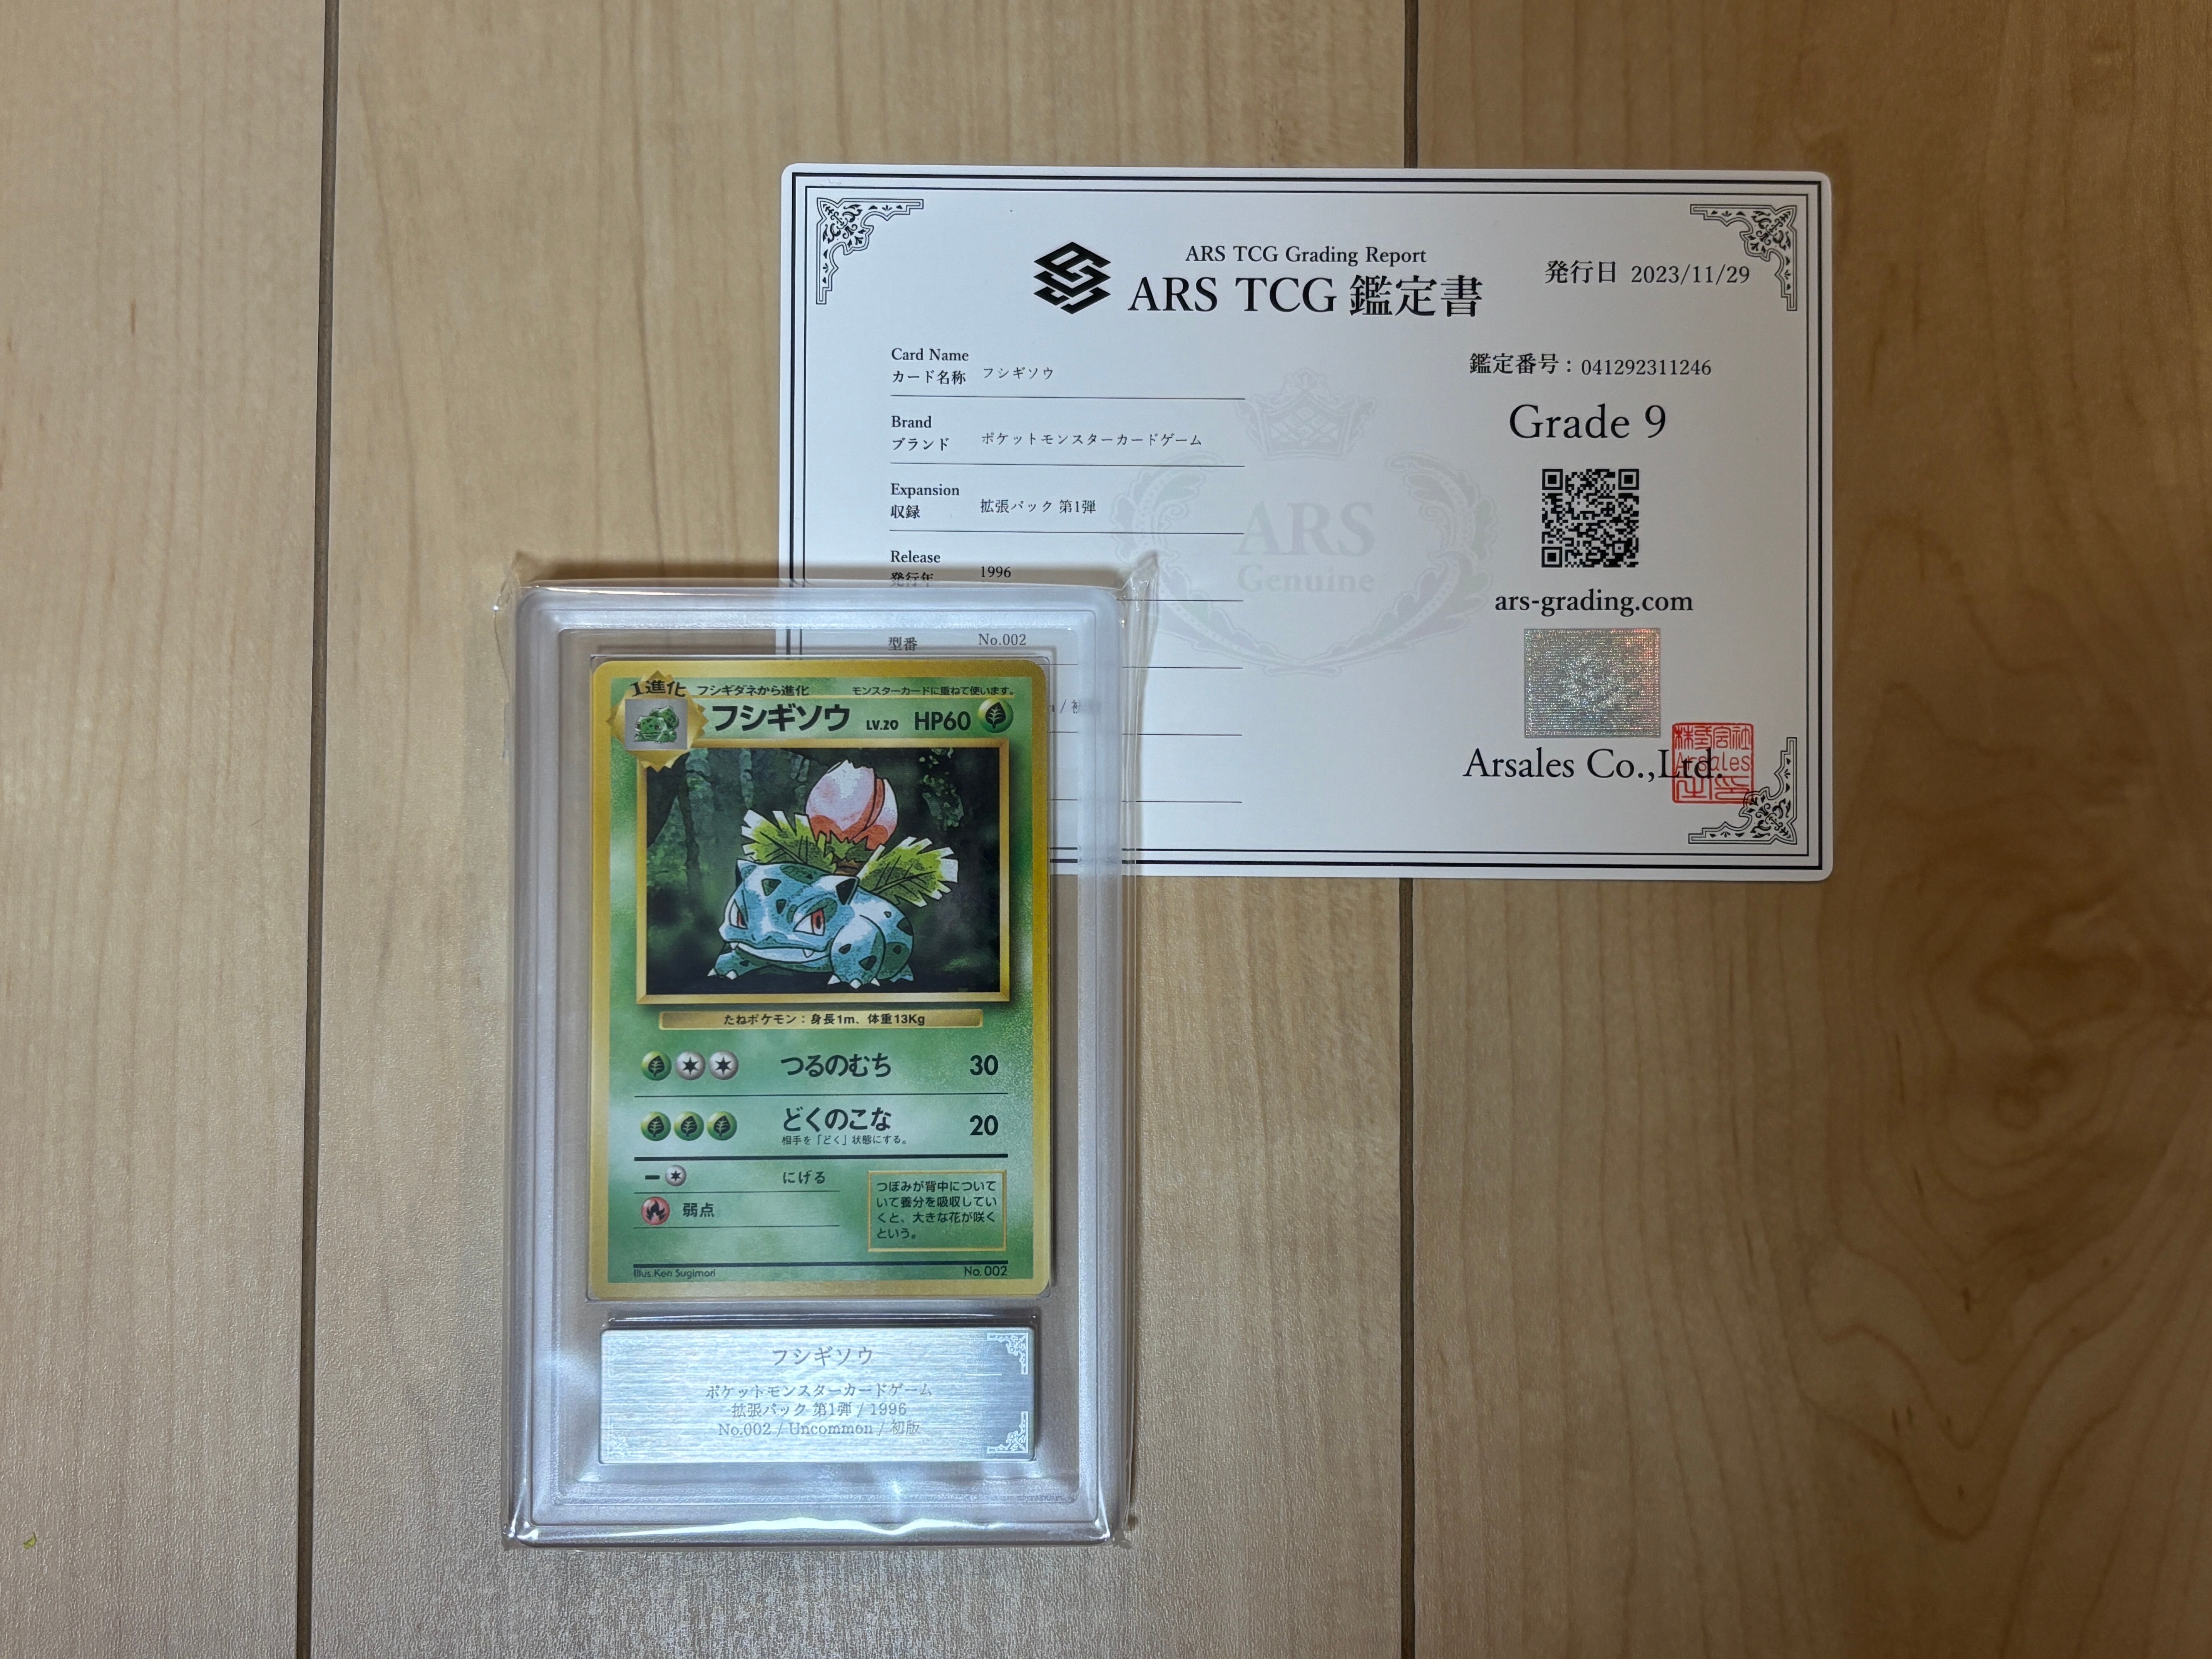 ARS TCG Grading Report
ARS TCG 鑑定書
発行日 2023/11/29
Card Name
カード名称 フシギソウ
Brand
ブランド ポケットモンスターカードゲーム
Expansion
収録 拡張パック 第1弾
Release
発行年 1996
型番 No.002
/ 初
鑑定番号：041292311246
Grade 9
ars-grading.com
Arsales Co.,Ltd.
株式会社
Arsales
ARS
Genuine
1進化 フシギダネから進化 モンスターカードに重ねて使います。
フシギソウ LV.20 HP60
たねポケモン：身長1m、体重13Kg
つるのむち 30
どくのこな 20
相手を「どく」状態にする。
にげる
弱点
つぼみが背中につい
いて養分を吸収してい
くと、大きな花が咲く
という。
Illus.Ken Sugimori No.002
フシギソウ
ポケットモンスターカードゲーム
拡張パック 第1弾 / 1996
No.002 / Uncommon / 初版